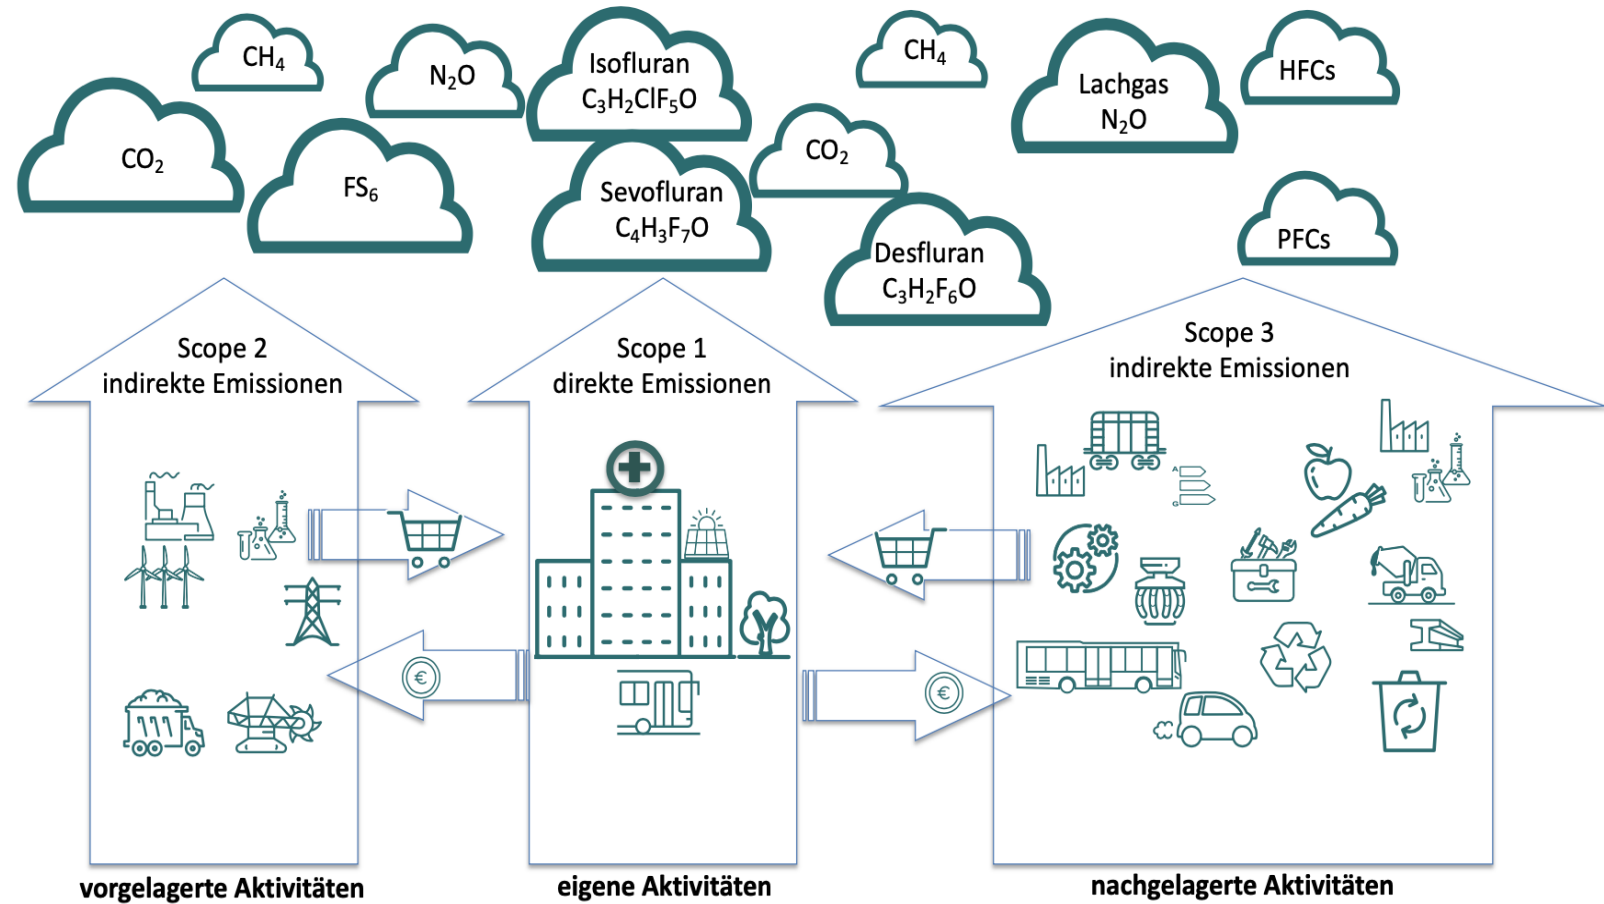 CH₄
N₂O
Isofluran
C₃H₂ClF₅O
CH₄
Lachgas
N₂O
HFCs
CO₂
FS₆
Sevofluran
C₄H₃F₇O
CO₂
Desfluran
C₃H₂F₆O
PFCs
Scope 2
indirekte Emissionen
Scope 1
direkte Emissionen
Scope 3
indirekte Emissionen
A
G
€
€
vorgelagerte Aktivitäten
eigene Aktivitäten
nachgelagerte Aktivitäten